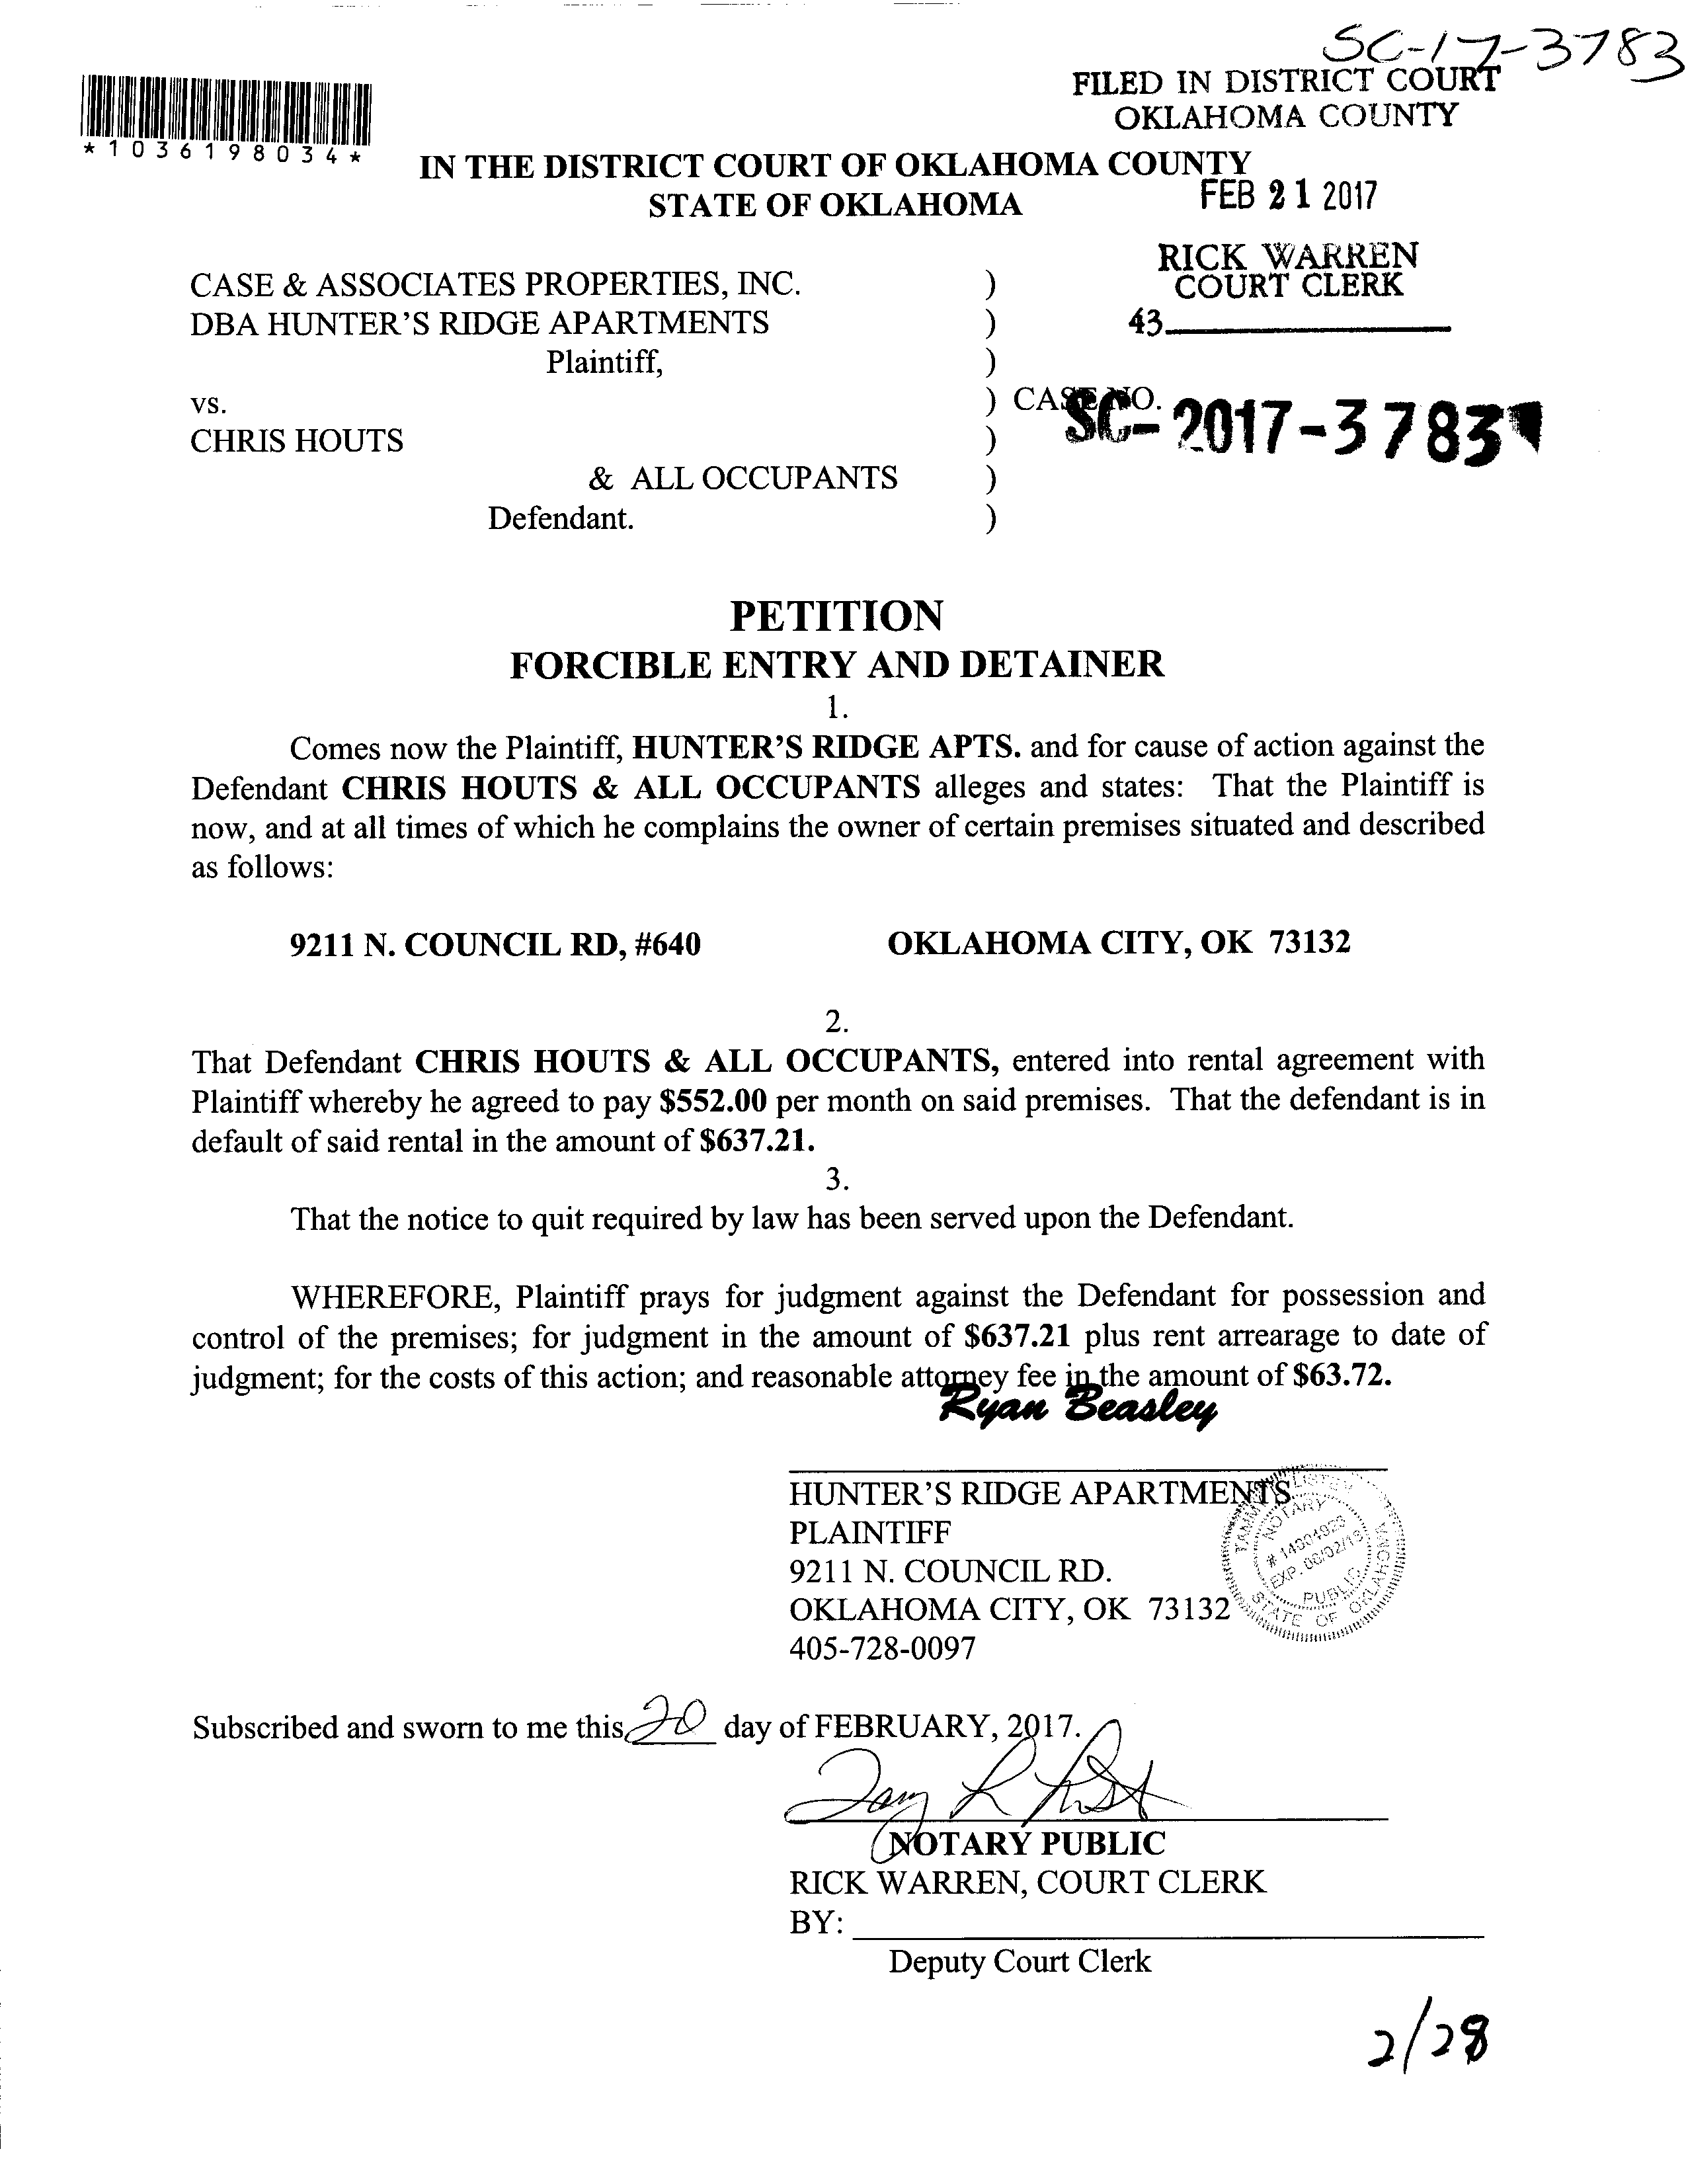 SC-17-3783
FILED IN DISTRICT COURT
OKLAHOMA COUNTY
*1036198034*
IN THE DISTRICT COURT OF OKLAHOMA COUNTY
STATE OF OKLAHOMA
FEB 21 2017
RICK WARREN
COURT CLERK
43
CASE & ASSOCIATES PROPERTIES, INC. )
DBA HUNTER'S RIDGE APARTMENTS )
Plaintiff, )
vs. ) CASE NO. SC-2017-3783
CHRIS HOUTS )
& ALL OCCUPANTS )
Defendant. )
PETITION
FORCIBLE ENTRY AND DETAINER
1.
Comes now the Plaintiff, HUNTER'S RIDGE APTS. and for cause of action against the
Defendant CHRIS HOUTS & ALL OCCUPANTS alleges and states: That the Plaintiff is
now, and at all times of which he complains the owner of certain premises situated and described
as follows:
9211 N. COUNCIL RD, #640 OKLAHOMA CITY, OK 73132
2.
That Defendant CHRIS HOUTS & ALL OCCUPANTS, entered into rental agreement with
Plaintiff whereby he agreed to pay $552.00 per month on said premises. That the defendant is in
default of said rental in the amount of $637.21.
3.
That the notice to quit required by law has been served upon the Defendant.
WHEREFORE, Plaintiff prays for judgment against the Defendant for possession and
control of the premises; for judgment in the amount of $637.21 plus rent arrearage to date of
judgment; for the costs of this action; and reasonable attorney fee in the amount of $63.72.
Ryan Beasley
HUNTER'S RIDGE APARTMENTS
PLAINTIFF
9211 N. COUNCIL RD.
OKLAHOMA CITY, OK 73132
405-728-0097
NOTARY
# 14004923
PUBLIC
STATE OF OKLAHOMA
Subscribed and sworn to me this 20 day of FEBRUARY, 2017.
NOTARY PUBLIC
RICK WARREN, COURT CLERK
BY:
Deputy Court Clerk
2/28